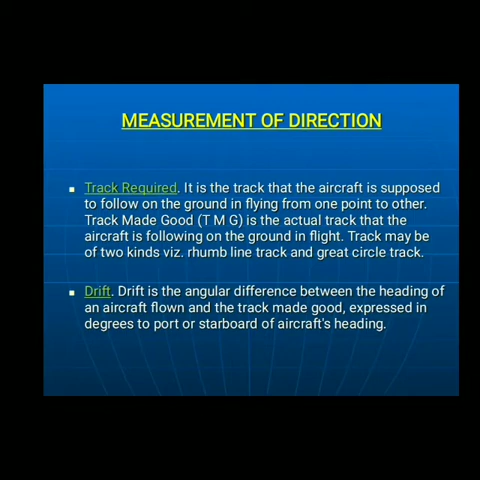 MEASUREMENT OF DIRECTION
Track Required. It is the track that the aircraft is supposed
to follow on the ground in flying from one point to other.
Track Made Good (T M G) is the actual track that the
aircraft is following on the ground in flight. Track may be
of two kinds viz. rhumb line track and great circle track.
Drift. Drift is the angular difference between the heading of
an aircraft flown and the track made good, expressed in
degrees to port or starboard of aircraft's heading.